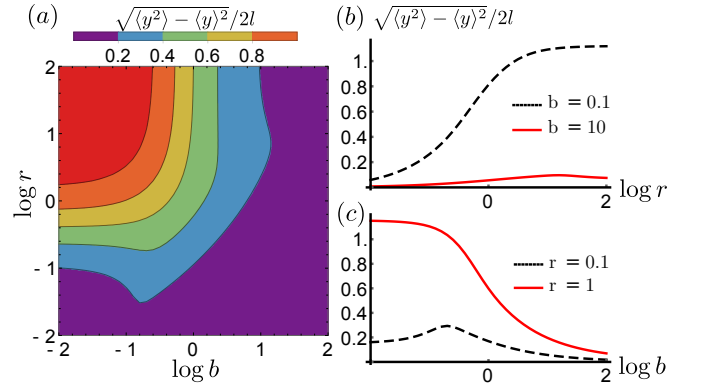 (a)
√⟨y²⟩ − ⟨y⟩²/2l
0.2 0.4 0.6 0.8
log r
2
1
0
- 1
- 2
- 2 - 1 0 1 2
log b
(b) √⟨y²⟩ − ⟨y⟩²/2l
1.
0.8
0.6
0.4
0.2
b = 0.1
b = 10
0 2 log r
(c)
1.
0.8
0.6
0.4
0.2
r = 0.1
r = 1
0 2 log b